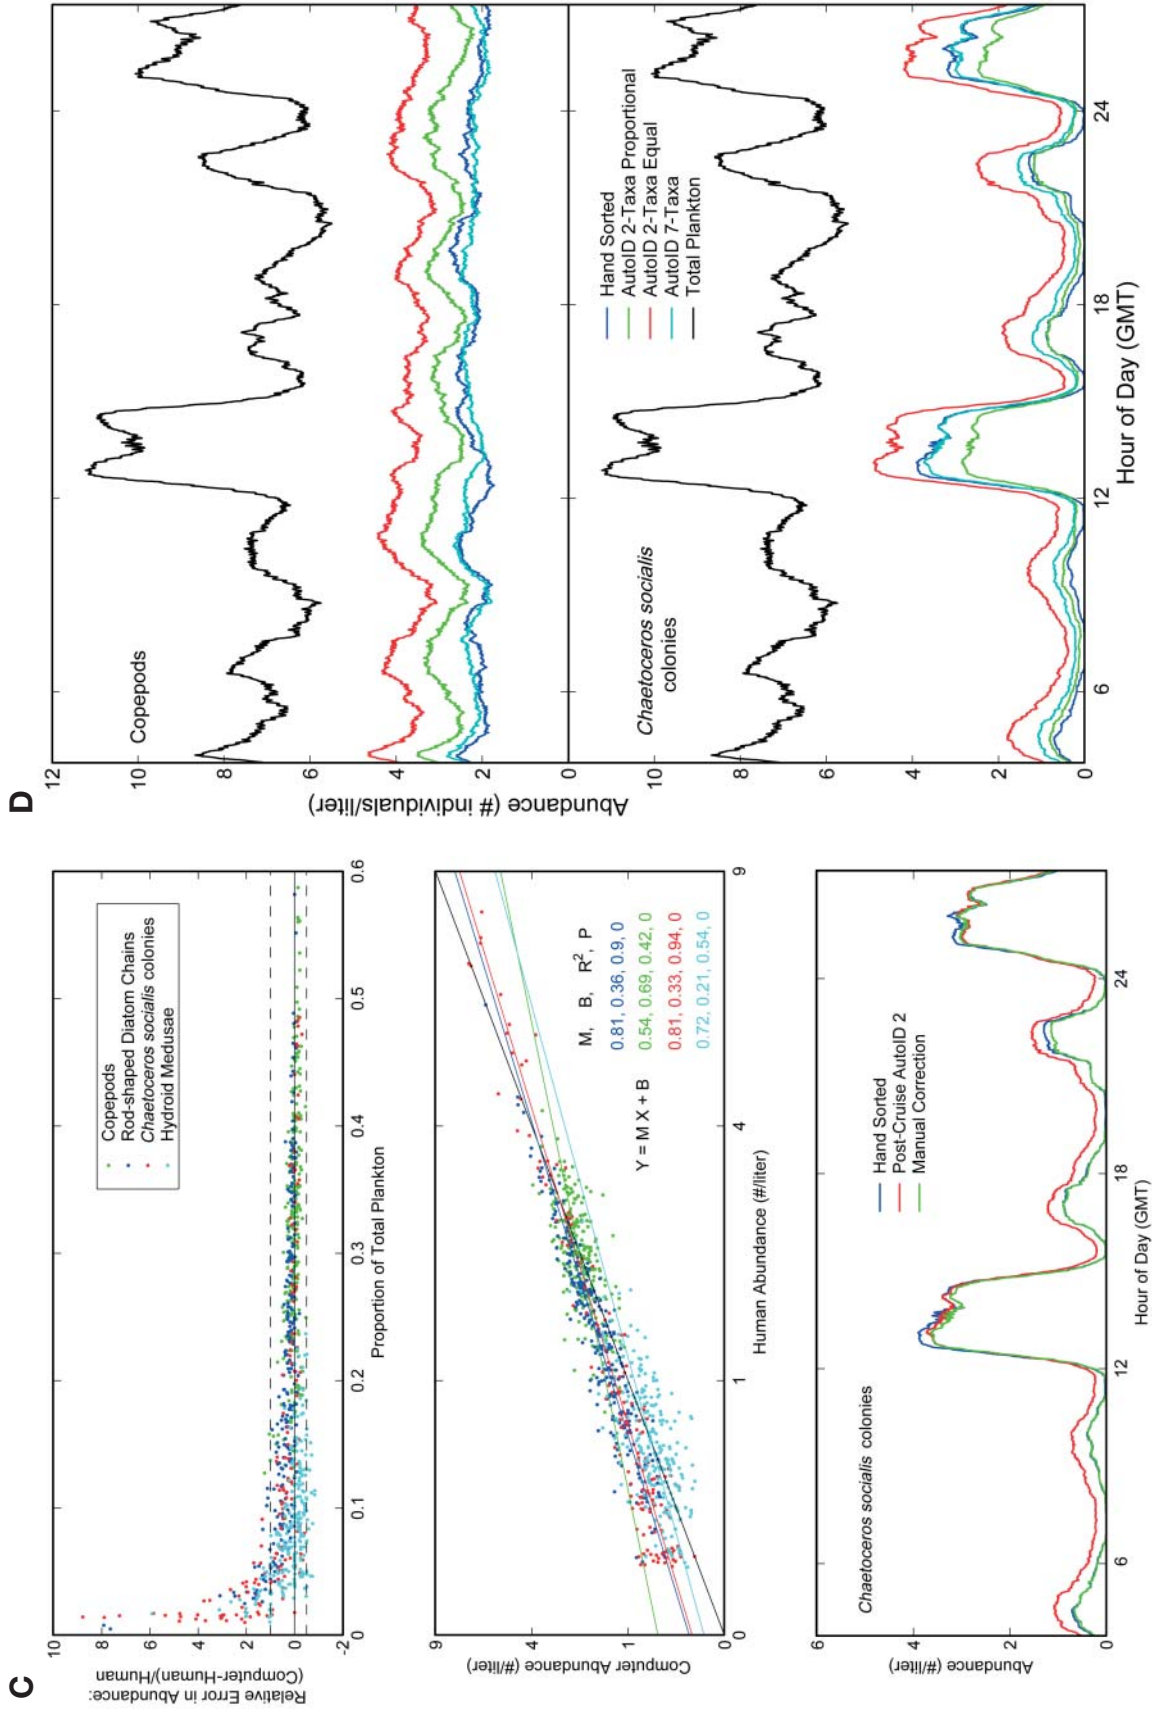 C
Relative Error in Abundance:
(Computer-Human)/Human
10
8
6
4
2
0
-2
0
0.1
0.2
0.3
0.4
0.5
0.6
Proportion of Total Plankton
Copepods
Rod-shaped Diatom Chains
Chaetoceros socialis colonies
Hydroid Medusae
Computer Abundance (#/liter)
9
4
1
0
0
1
4
9
Human Abundance (#/liter)
Y = M X + B
M, B, R2, P
0.81, 0.36, 0.9, 0
0.54, 0.69, 0.42, 0
0.81, 0.33, 0.94, 0
0.72, 0.21, 0.54, 0
Abundance (#/liter)
6
4
2
0
6
12
18
24
Hour of Day (GMT)
Chaetoceros socialis colonies
Hand Sorted
Post-Cruise AutoID 2
Manual Correction
D
Abundance (# individuals/liter)
12
10
8
6
4
2
0
Copepods
10
8
6
4
2
0
Chaetoceros socialis
colonies
Hand Sorted
AutoID 2-Taxa Proportional
AutoID 2-Taxa Equal
AutoID 7-Taxa
Total Plankton
6
12
18
24
Hour of Day (GMT)